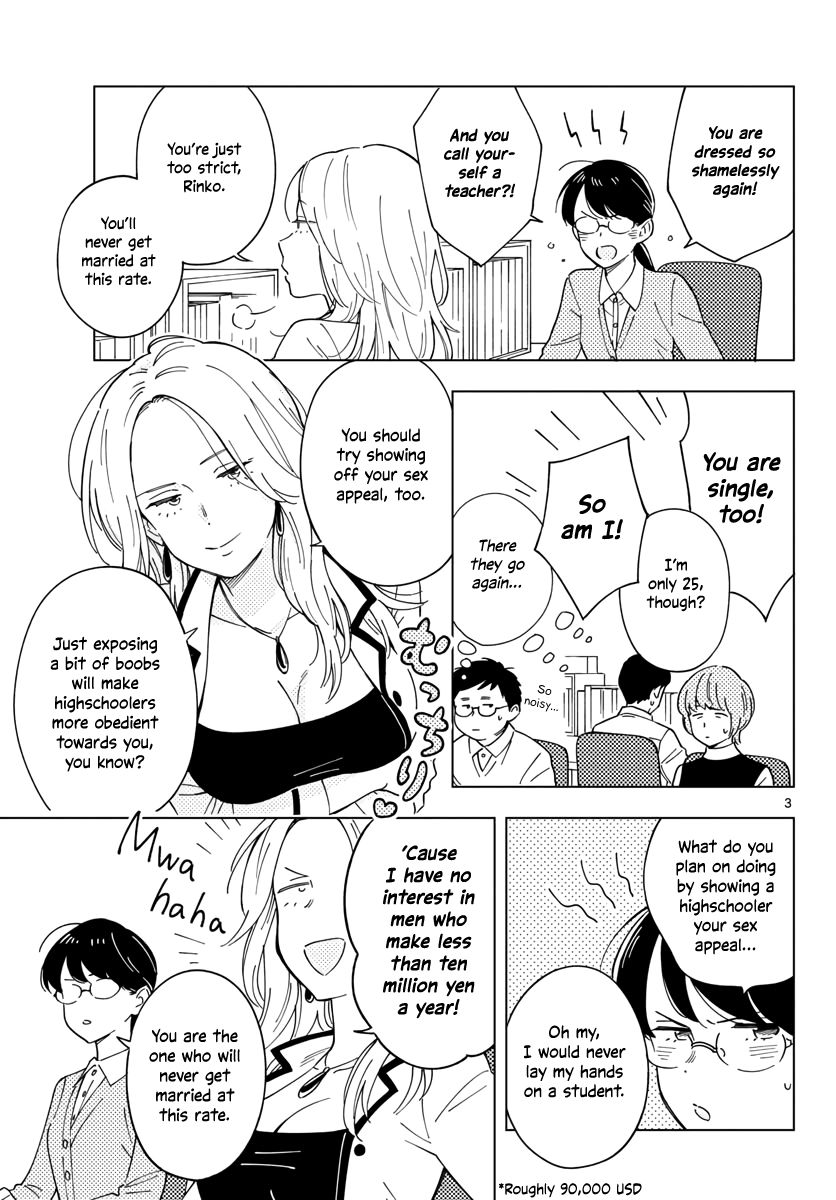 You are
dressed so
shamelessly
again!
And you
call your-
self a
teacher?!
You're just
too strict,
Rinko.
You'll
never get
married at
this rate.
You are
single,
too!
So
am I!
I'm
only 25,
though?
There
they go
again...
So
noisy...
You should
try showing
off your sex
appeal, too.
Just exposing
a bit of boobs
will make
highschoolers
more obedient
towards you,
you know?
むっちり
3
What do you
plan on doing
by showing a
highschooler
your sex
appeal...
Oh my,
I would never
lay my hands
on a student.
'Cause
I have no
interest in
men who
make less
than ten
million yen
a year!
Mwa
haha
You are the
one who will
never get
married at
this rate.
*Roughly 90,000 USD